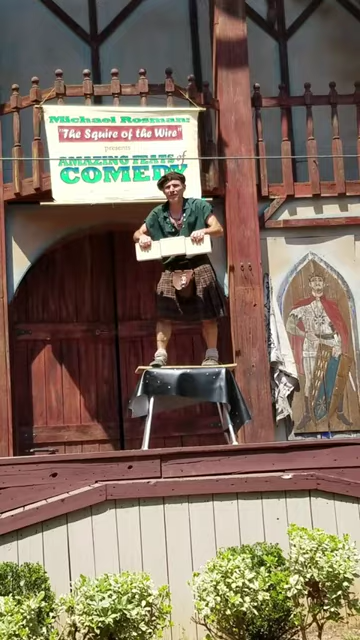 Michael Rosman:
"The Squire of the Wire"
presents
AMAZING FEATS of
COMEDY